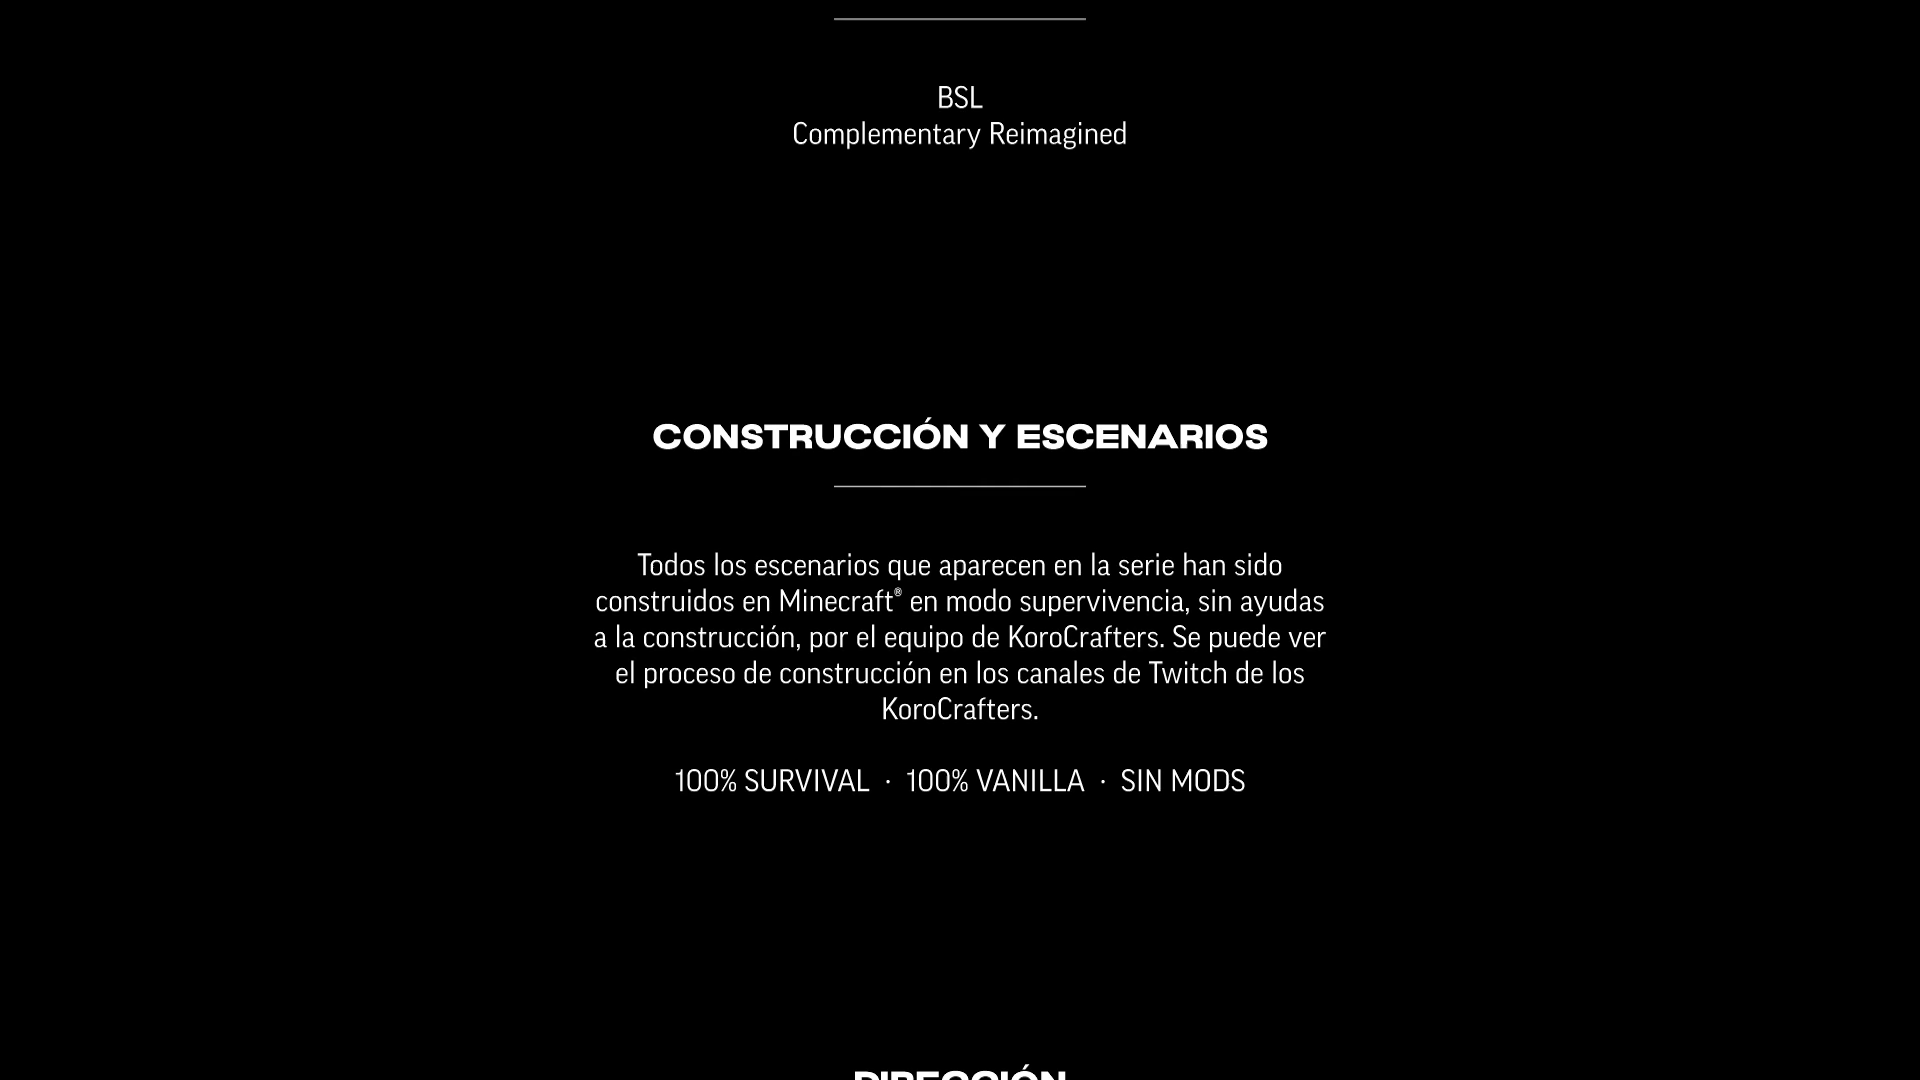 BSL
Complementary Reimagined
CONSTRUCCIÓN Y ESCENARIOS
Todos los escenarios que aparecen en la serie han sido
construidos en Minecraft® en modo supervivencia, sin ayudas
a la construcción, por el equipo de KoroCrafters. Se puede ver
el proceso de construcción en los canales de Twitch de los
KoroCrafters.
100% SURVIVAL · 100% VANILLA · SIN MODS
DIRECCIÓN